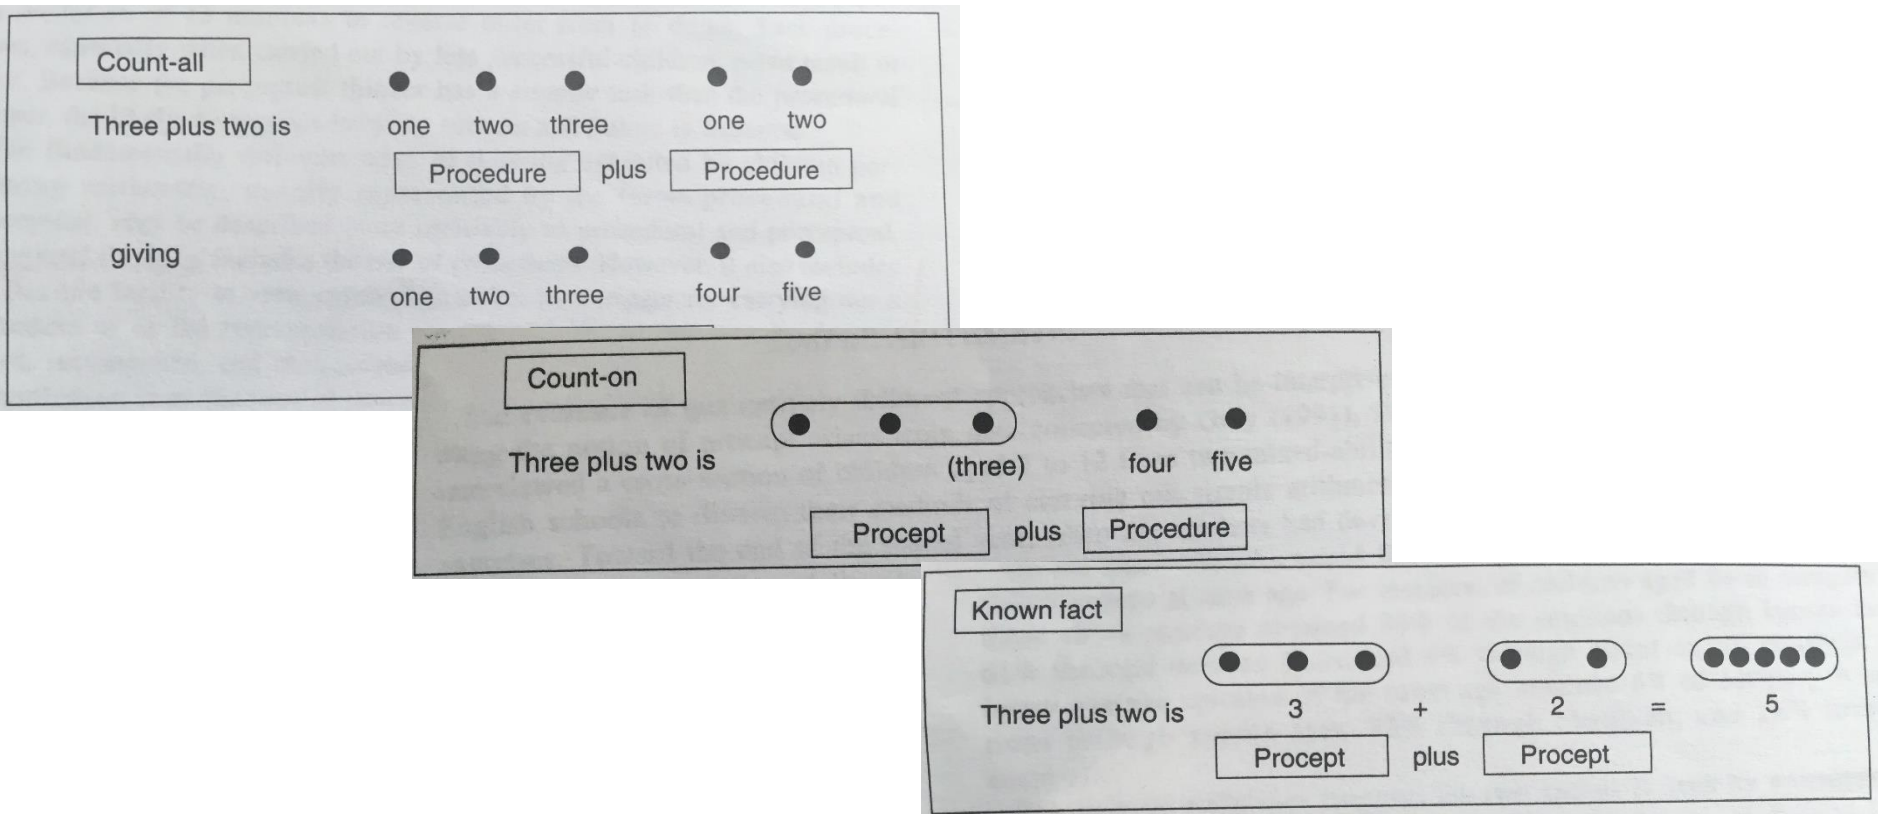 Count-all
Three plus two is one two three one two
Procedure plus Procedure
giving one two three four five
Count-on
Three plus two is (three) four five
Procept plus Procedure
Known fact
Three plus two is 3 + 2 = 5
Procept plus Procept